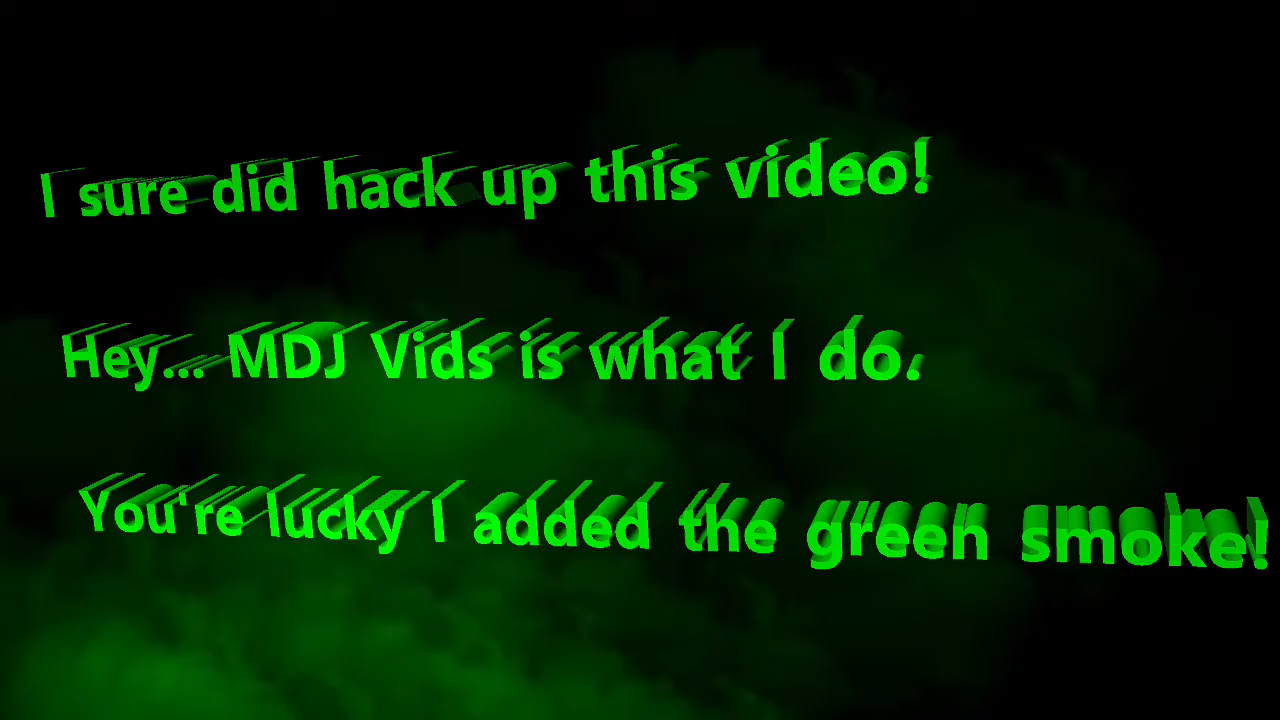 I sure did hack up this video!
Hey... MDJ Vids is what I do.
You're lucky I added the green smoke!